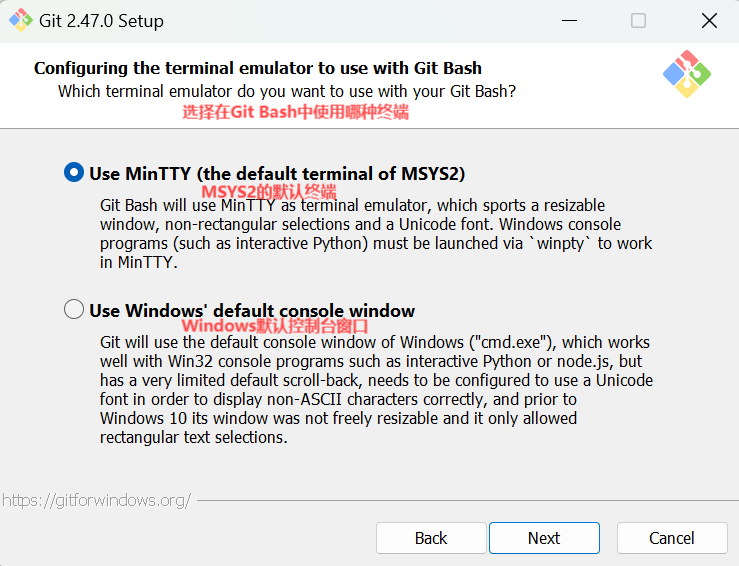 Git 2.47.0 Setup
Configuring the terminal emulator to use with Git Bash
Which terminal emulator do you want to use with your Git Bash?
选择在Git Bash中使用哪种终端
Use MinTTY (the default terminal of MSYS2)
MSYS2的默认终端
Git Bash will use MinTTY as terminal emulator, which sports a resizable
window, non-rectangular selections and a Unicode font. Windows console
programs (such as interactive Python) must be launched via `winpty` to work
in MinTTY.
Use Windows' default console window
Windows默认控制台窗口
Git will use the default console window of Windows ("cmd.exe"), which works
well with Win32 console programs such as interactive Python or node.js, but
has a very limited default scroll-back, needs to be configured to use a Unicode
font in order to display non-ASCII characters correctly, and prior to
Windows 10 its window was not freely resizable and it only allowed
rectangular text selections.
https://gitforwindows.org/
Back
Next
Cancel